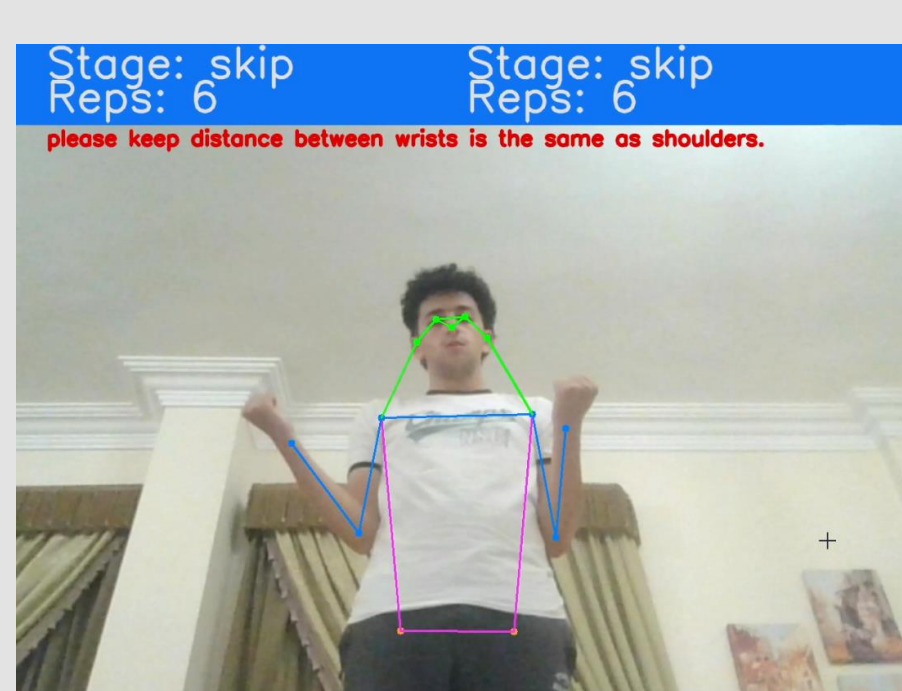 Stage: skip Stage: skip
Reps: 6 Reps: 6
please keep distance between wrists is the same as shoulders.